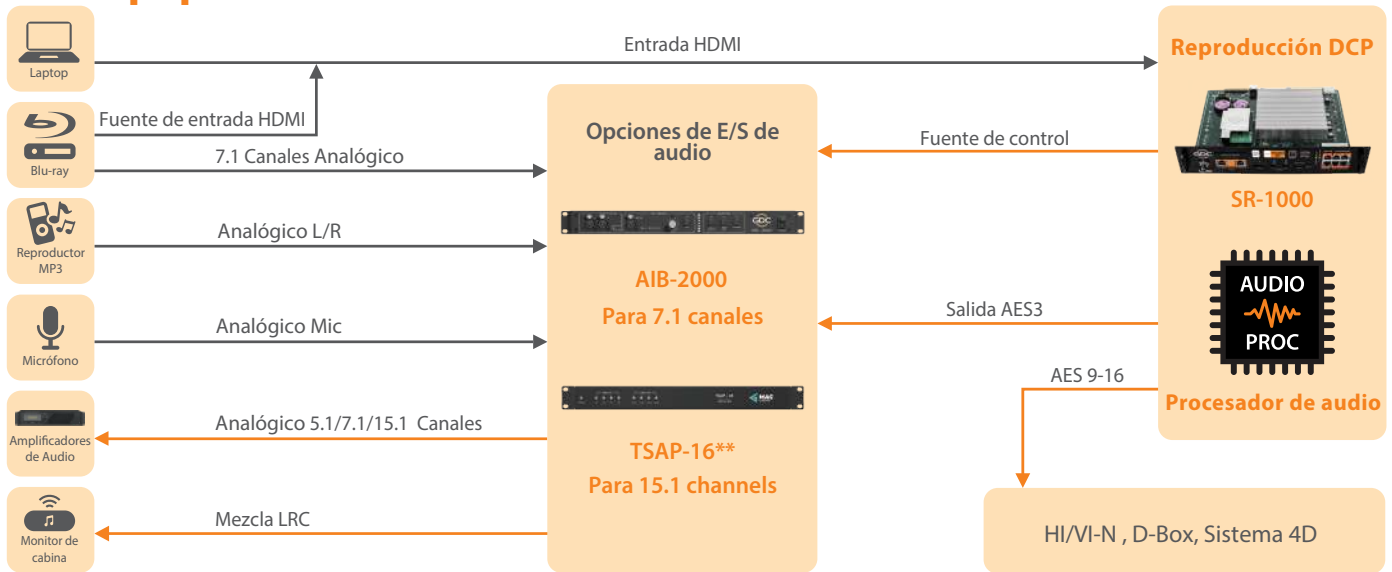 Laptop
Entrada HDMI
Fuente de entrada HDMI
Blu-ray
7.1 Canales Analógico
Reproductor
MP3
Analógico L/R
Micrófono
Analógico Mic
Amplificadores
de Audio
Analógico 5.1/7.1/15.1 Canales
Monitor de
cabina
Mezcla LRC
Opciones de E/S de
audio
GDC
AIB-2000
Para 7.1 canales
MAG
TSAP-16**
Para 15.1 channels
Fuente de control
Salida AES3
AES 9-16
Reproducción DCP
GDC
SR-1000
AUDIO
PROC
Procesador de audio
HI/VI-N , D-Box, Sistema 4D